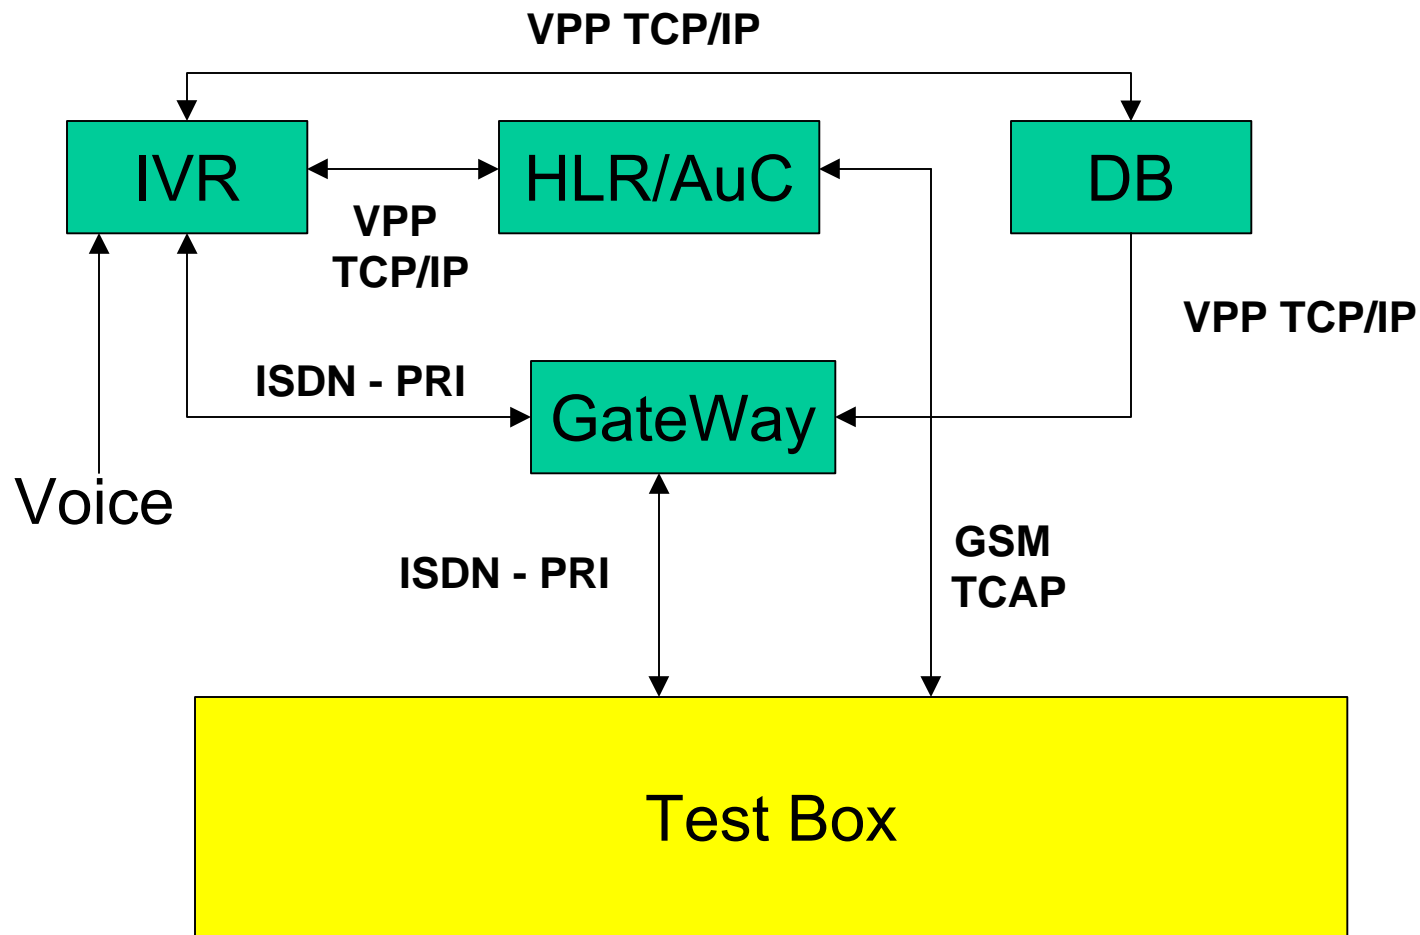 VPP TCP/IP
IVR
HLR/AuC
DB
VPP
TCP/IP
VPP TCP/IP
ISDN - PRI
GateWay
Voice
GSM
TCAP
ISDN - PRI
Test Box